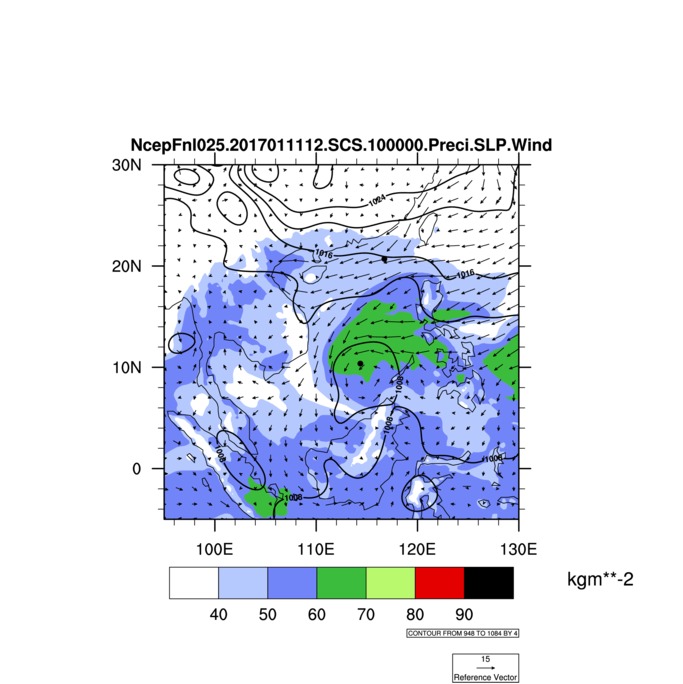 NcepFnl025.2017011112.SCS.100000.Preci.SLP.Wind
30N
1024
1016
20N
1016
10N
1008
1008
1008
1008
0
1008
100E 110E 120E 130E
kgm**-2
40 50 60 70 80 90
CONTOUR FROM 948 TO 1084 BY 4
15
Reference Vector